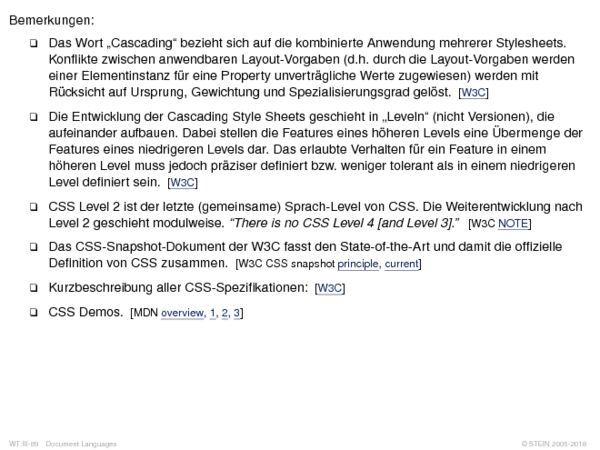 Bemerkungen:
❑ Das Wort „Cascading“ bezieht sich auf die kombinierte Anwendung mehrerer Stylesheets.
Konflikte zwischen anwendbaren Layout-Vorgaben (d.h. durch die Layout-Vorgaben werden
einer Elementinstanz für eine Property unverträgliche Werte zugewiesen) werden mit
Rücksicht auf Ursprung, Gewichtung und Spezialisierungsgrad gelöst. [W3C]
❑ Die Entwicklung der Cascading Style Sheets geschieht in „Leveln“ (nicht Versionen), die
aufeinander aufbauen. Dabei stellen die Features eines höheren Levels eine Übermenge der
Features eines niedrigeren Levels dar. Das erlaubte Verhalten für ein Feature in einem
höheren Level muss jedoch präziser definiert bzw. weniger tolerant als in einem niedrigeren
Level definiert sein. [W3C]
❑ CSS Level 2 ist der letzte (gemeinsame) Sprach-Level von CSS. Die Weiterentwicklung nach
Level 2 geschieht modulweise. “There is no CSS Level 4 [and Level 3].” [W3C NOTE]
❑ Das CSS-Snapshot-Dokument der W3C fasst den State-of-the-Art und damit die offizielle
Definition von CSS zusammen. [W3C CSS snapshot principle, current]
❑ Kurzbeschreibung aller CSS-Spezifikationen: [W3C]
❑ CSS Demos. [MDN overview, 1, 2, 3]
Document Languages © STEIN 2005-2018